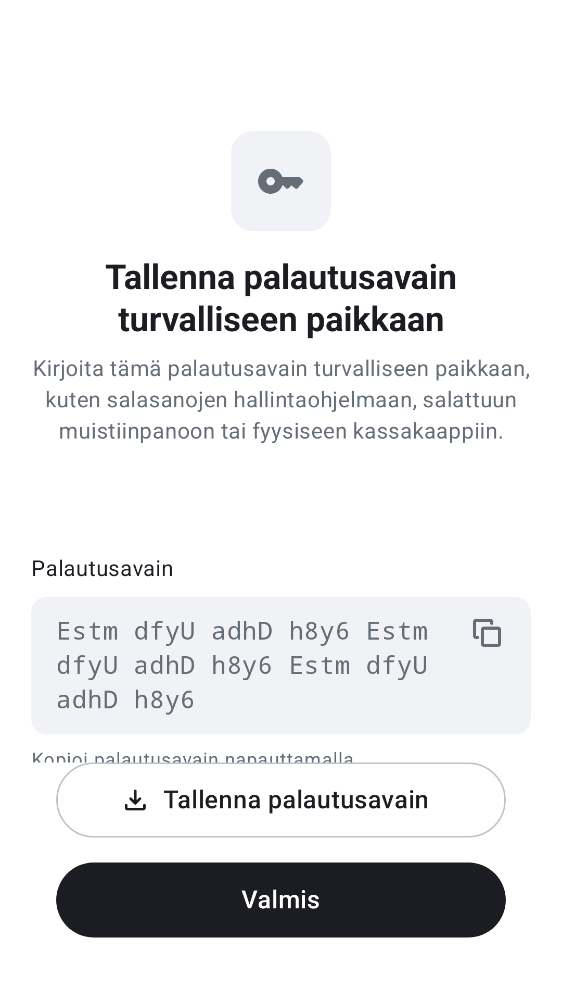 Tallenna palautusavain
turvalliseen paikkaan
Kirjoita tämä palautusavain turvalliseen paikkaan,
kuten salasanojen hallintaohjelmaan, salattuun
muistiinpanoon tai fyysiseen kassakaappiin.
Palautusavain
Estm dfyU adhD h8y6 Estm
dfyU adhD h8y6 Estm dfyU
adhD h8y6
Kopioi palautusavain napauttamalla
Tallenna palautusavain
Valmis